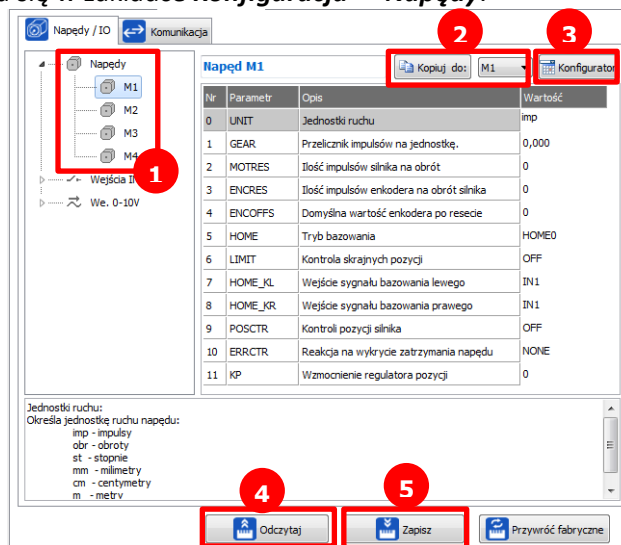 się w zakładce Konfiguracja – Napędy.
Napędy / IO Komunikacja
2 3
Napędy
M1
M2
M3
M4
1
Wejścia I
We. 0-10V
Napęd M1 Kopiuj do: M1 Konfigurator
Nr Parametr Opis Wartość
0 UNIT Jednostki ruchu imp
1 GEAR Przelicznik impulsów na jednostkę. 0,000
2 MOTRES Ilość impulsów silnika na obrót 0
3 ENCRES Ilość impulsów enkodera na obrót silnika 0
4 ENCOFFS Domyślna wartość enkodera po resecie 0
5 HOME Tryb bazowania HOME0
6 LIMIT Kontrola skrajnych pozycji OFF
7 HOME_KL Wejście sygnału bazowania lewego IN1
8 HOME_KR Wejście sygnału bazowania prawego IN1
9 POSCTR Kontroli pozycji silnika OFF
10 ERRCTR Reakcja na wykrycie zatrzymania napędu NONE
11 KP Wzmocnienie regulatora pozycji 0
Jednostki ruchu:
Określa jednostkę ruchu napędu:
imp - impulsy
obr - obroty
st - stopnie
mm - milimetry
cm - centymetry
m - metry
4 5
Odczytaj Zapisz Przywróć fabryczne